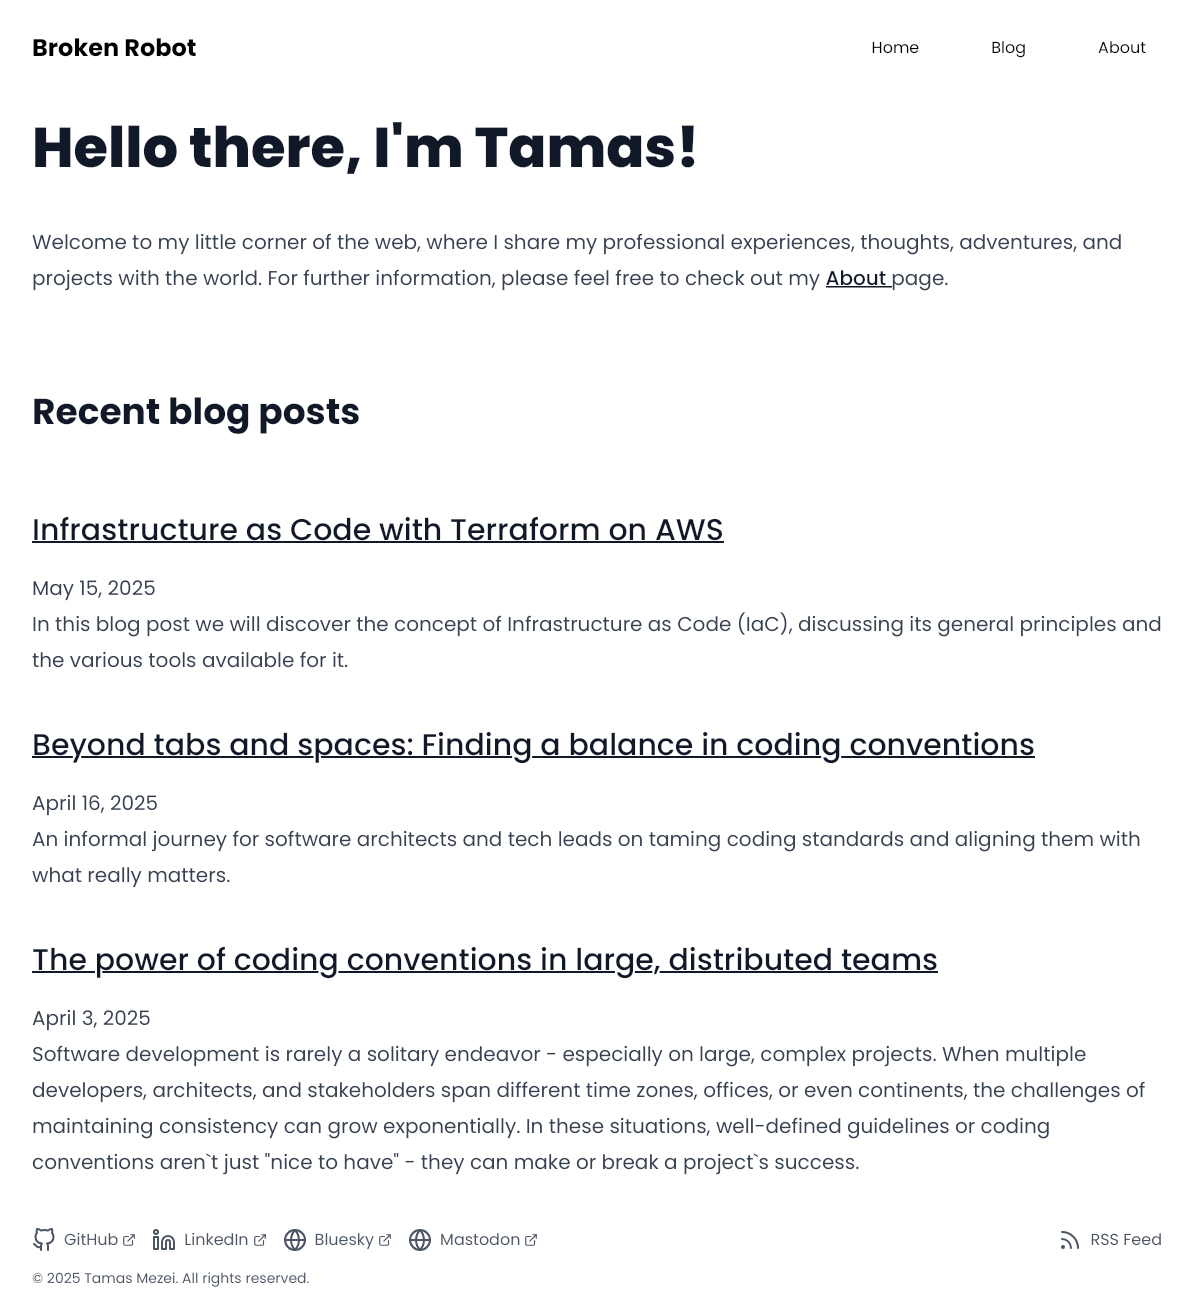 Broken Robot
Home
Blog
About
Hello there, I'm Tamas!
Welcome to my little corner of the web, where I share my professional experiences, thoughts, adventures, and
projects with the world. For further information, please feel free to check out my About page.
Recent blog posts
Infrastructure as Code with Terraform on AWS
May 15, 2025
In this blog post we will discover the concept of Infrastructure as Code (IaC), discussing its general principles and
the various tools available for it.
Beyond tabs and spaces: Finding a balance in coding conventions
April 16, 2025
An informal journey for software architects and tech leads on taming coding standards and aligning them with
what really matters.
The power of coding conventions in large, distributed teams
April 3, 2025
Software development is rarely a solitary endeavor - especially on large, complex projects. When multiple
developers, architects, and stakeholders span different time zones, offices, or even continents, the challenges of
maintaining consistency can grow exponentially. In these situations, well-defined guidelines or coding
conventions aren`t just "nice to have" - they can make or break a project`s success.
GitHub
LinkedIn
Bluesky
Mastodon
RSS Feed
© 2025 Tamas Mezei. All rights reserved.